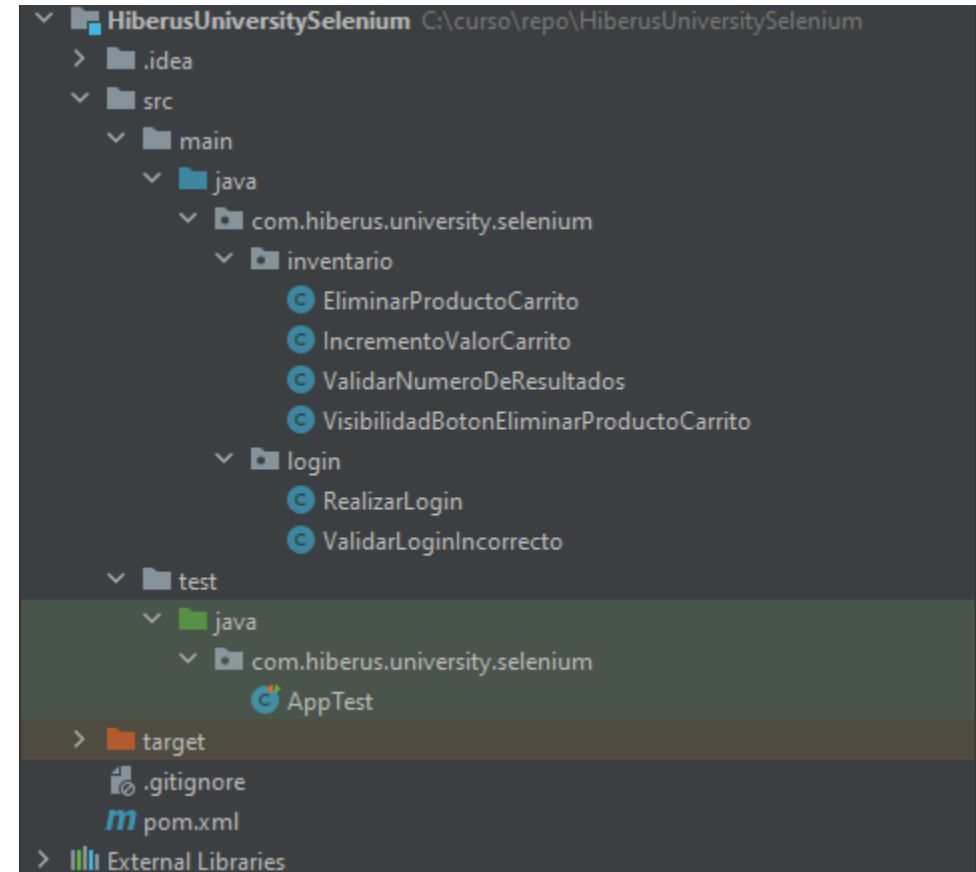 HiberusUniversitySelenium C:\curso\repo\HiberusUniversitySelenium
.idea
src
main
java
com.hiberus.university.selenium
inventario
C EliminarProductoCarrito
C IncrementoValorCarrito
C ValidarNumeroDeResultados
C VisibilidadBotonEliminarProductoCarrito
login
C RealizarLogin
C ValidarLoginIncorrecto
test
java
com.hiberus.university.selenium
C AppTest
target
.gitignore
m pom.xml
External Libraries